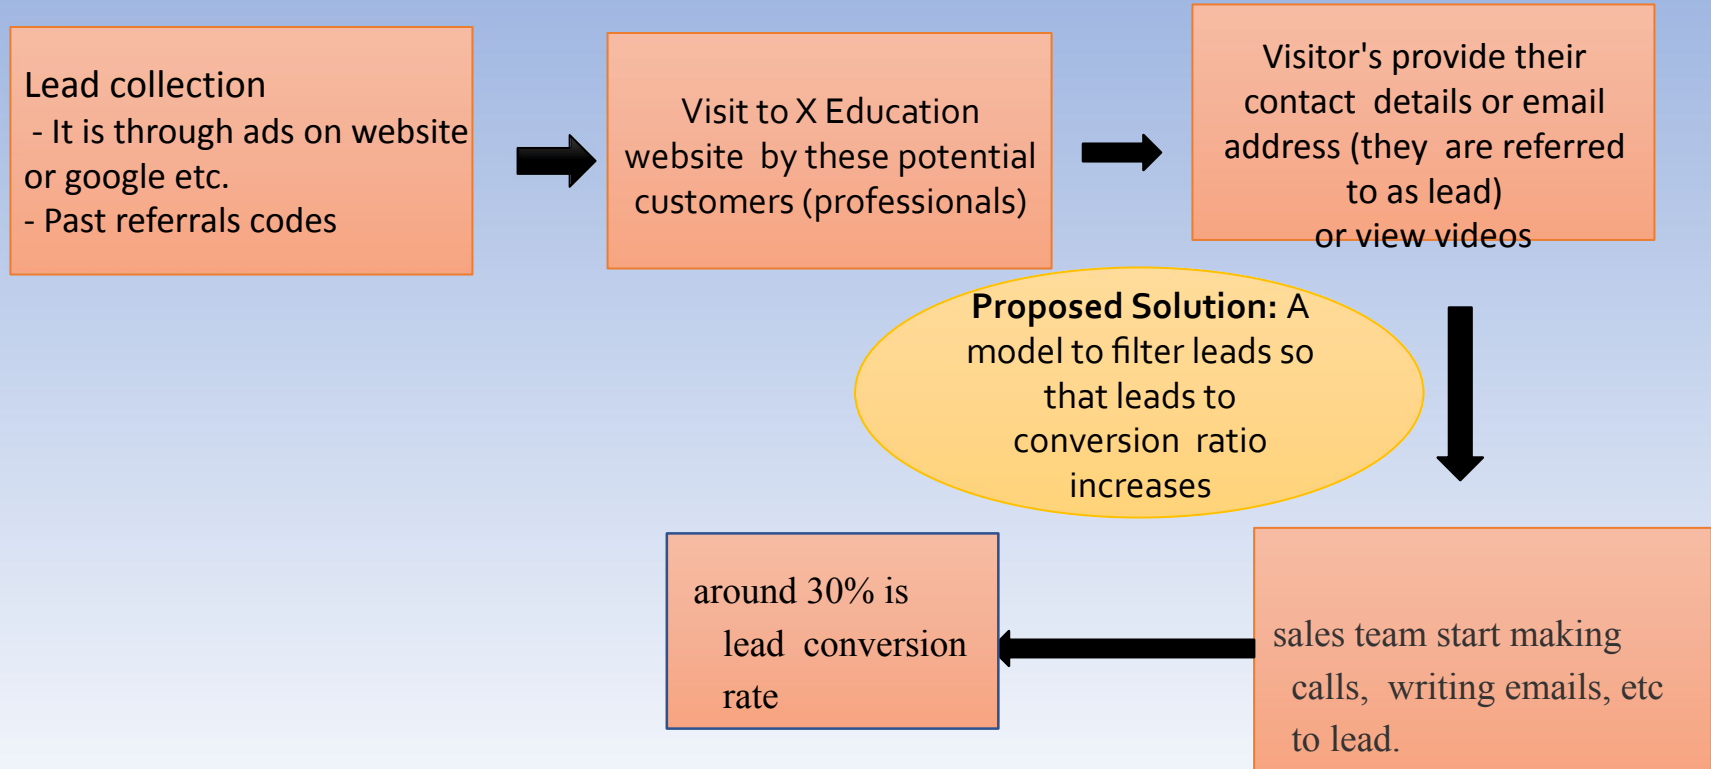 Lead collection
- It is through ads on website
or google etc.
- Past referrals codes
Visit to X Education
website by these potential
customers (professionals)
Visitor's provide their
contact details or email
address (they are referred
to as lead)
or view videos
Proposed Solution: A
model to filter leads so
that leads to
conversion ratio
increases
sales team start making
calls, writing emails, etc
to lead.
around 30% is
lead conversion
rate